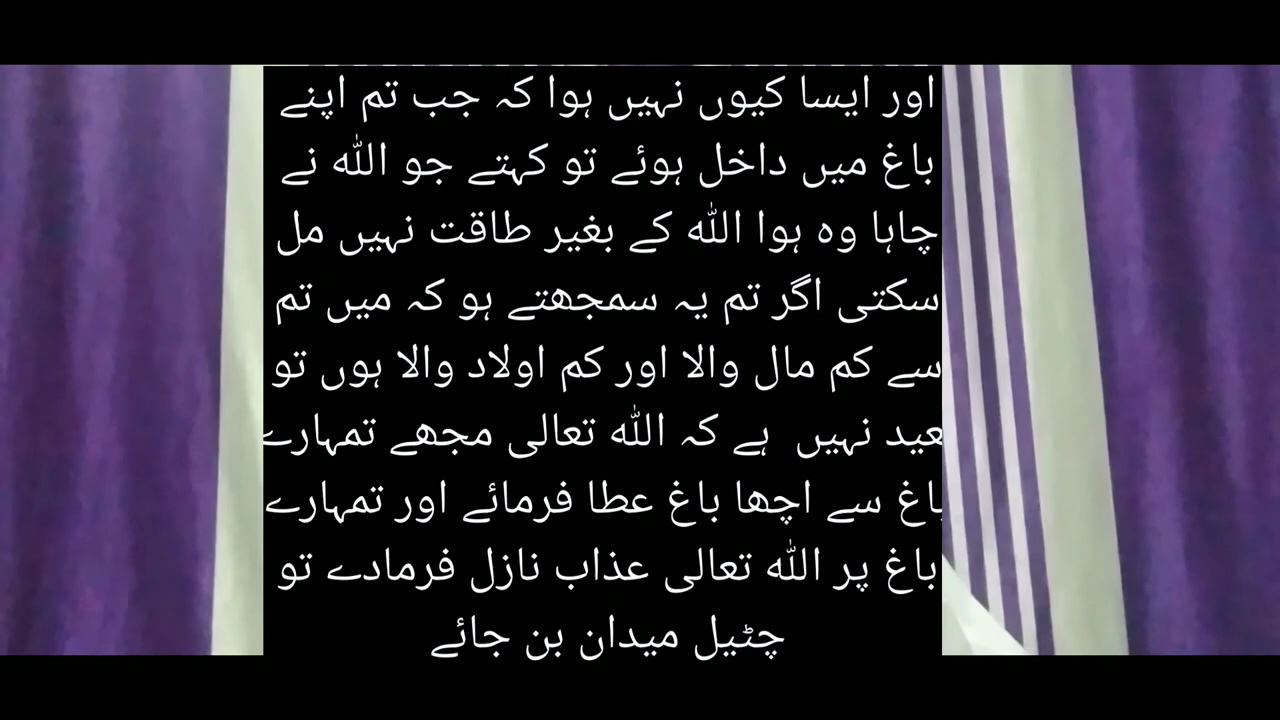 اور ایسا کیوں نہیں ہوا کہ جب تم اپنے
باغ میں داخل ہوئے تو کہتے جو اللہ نے
چاہا وہ ہوا اللہ کے بغیر طاقت نہیں مل
سکتی اگر تم یہ سمجھتے ہو کہ میں تم
سے کم مال والا اور کم اولاد والا ہوں تو
بعید نہیں ہے کہ اللہ تعالی مجھے تمہارے
باغ سے اچھا باغ عطا فرمائے اور تمہارے
باغ پر اللہ تعالی عذاب نازل فرمادے تو
چٹیل میدان بن جائے